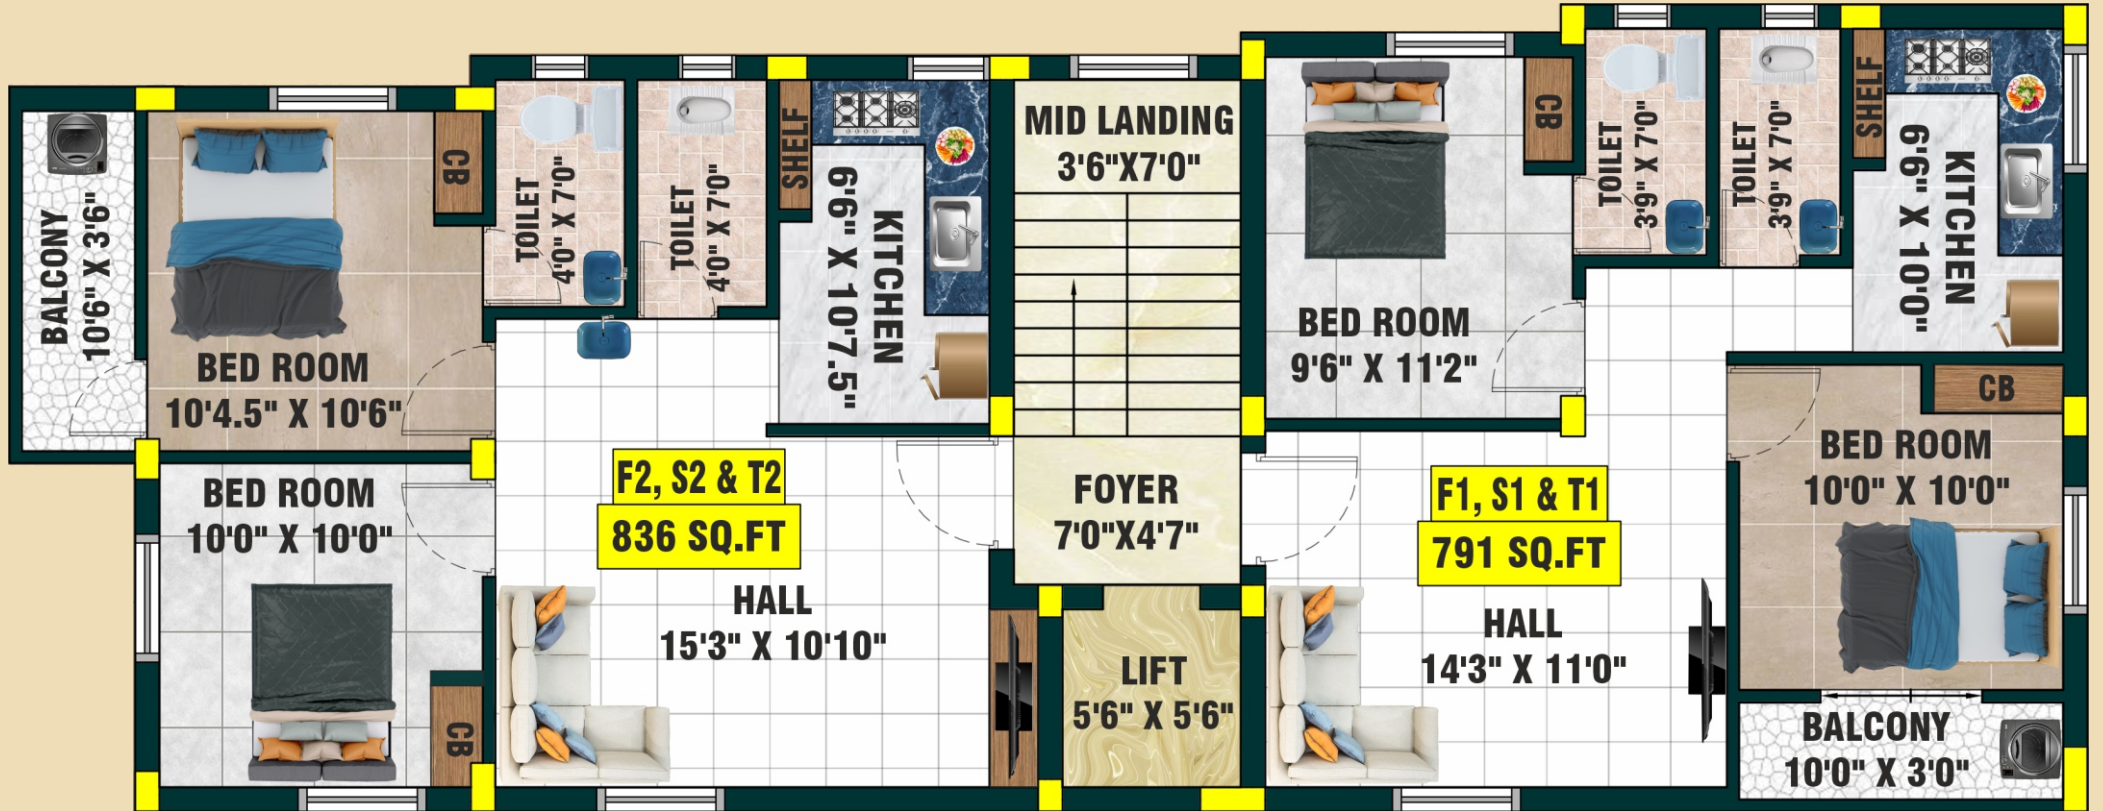 BALCONY
10'6" X 3'6"
BED ROOM
10'4.5" X 10'6"
CB
TOILET
4'0" X 7'0"
TOILET
4'0" X 7'0"
SHELF
KITCHEN
6'6" X 10'7.5"
MID LANDING
3'6"X7'0"
BED ROOM
9'6" X 11'2"
CB
TOILET
3'9" X 7'0"
TOILET
3'9" X 7'0"
SHELF
KITCHEN
6'6" X 10'0"
BED ROOM
10'0" X 10'0"
CB
F2, S2 & T2
836 SQ.FT
HALL
15'3" X 10'10"
FOYER
7'0"X4'7"
LIFT
5'6" X 5'6"
F1, S1 & T1
791 SQ.FT
HALL
14'3" X 11'0"
CB
BED ROOM
10'0" X 10'0"
BALCONY
10'0" X 3'0"